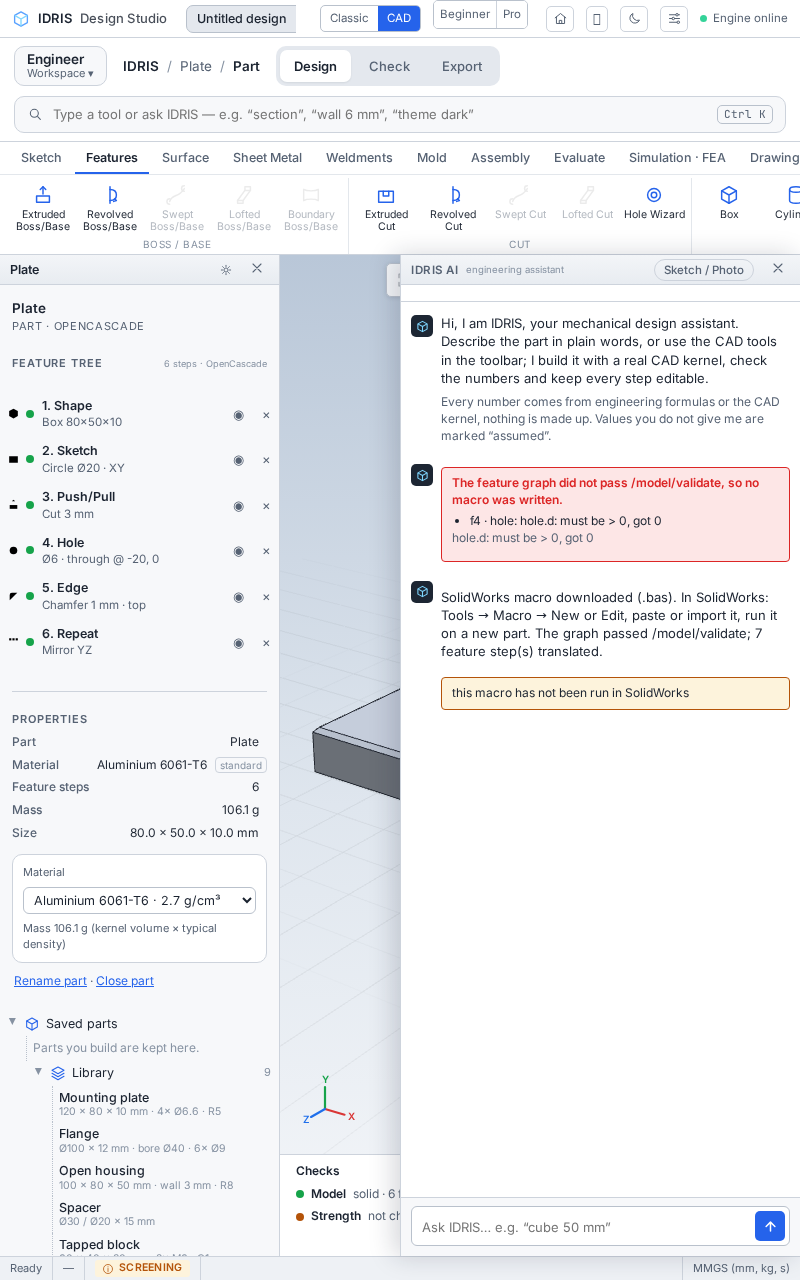 IDRIS Design Studio Untitled design Classic CAD Beginner Pro Engine online
Engineer
Workspace ▾
IDRIS / Plate / Part Design Check Export
Type a tool or ask IDRIS — e.g. “section”, “wall 6 mm”, “theme dark” Ctrl K
Sketch Features Surface Sheet Metal Weldments Mold Assembly Evaluate Simulation · FEA Drawing
Extruded Boss/Base
Revolved Boss/Base
Swept Boss/Base
Lofted Boss/Base
Boundary Boss/Base
BOSS / BASE
Extruded Cut
Revolved Cut
Swept Cut
Lofted Cut
Hole Wizard
CUT
Box
Plate
Plate
PART · OPENCASCADE
FEATURE TREE 6 steps · OpenCascade
1. Shape
Box 80×50×10
2. Sketch
Circle Ø20 · XY
3. Push/Pull
Cut 3 mm
4. Hole
Ø6 · through @ -20, 0
5. Edge
Chamfer 1 mm · top
6. Repeat
Mirror YZ
PROPERTIES
Part Plate
Material Aluminium 6061-T6 standard
Feature steps 6
Mass 106.1 g
Size 80.0 × 50.0 × 10.0 mm
Material
Aluminium 6061-T6 · 2.7 g/cm³
Mass 106.1 g (kernel volume × typical
density)
Rename part · Close part
Saved parts
Parts you build are kept here.
Library 9
Mounting plate
120 × 80 × 10 mm · 4× Ø6.6 · R5
Flange
Ø100 × 12 mm · bore Ø40 · 6× Ø9
Open housing
100 × 80 × 50 mm · wall 3 mm · R8
Spacer
Ø30 / Ø20 × 15 mm
Tapped block
Y
X
Z
Checks
Model solid · 6
Strength not
IDRIS AI engineering assistant Sketch / Photo
Hi, I am IDRIS, your mechanical design assistant.
Describe the part in plain words, or use the CAD tools
in the toolbar; I build it with a real CAD kernel, check
the numbers and keep every step editable.
Every number comes from engineering formulas or the CAD
kernel, nothing is made up. Values you do not give me are
marked “assumed”.
The feature graph did not pass /model/validate, so no
macro was written.
• f4 · hole: hole.d: must be > 0, got 0
hole.d: must be > 0, got 0
SolidWorks macro downloaded (.bas). In SolidWorks:
Tools → Macro → New or Edit, paste or import it, run it
on a new part. The graph passed /model/validate; 7
feature step(s) translated.
this macro has not been run in SolidWorks
Ask IDRIS... e.g. “cube 50 mm”
Ready — SCREENING MMGS (mm, kg, s)